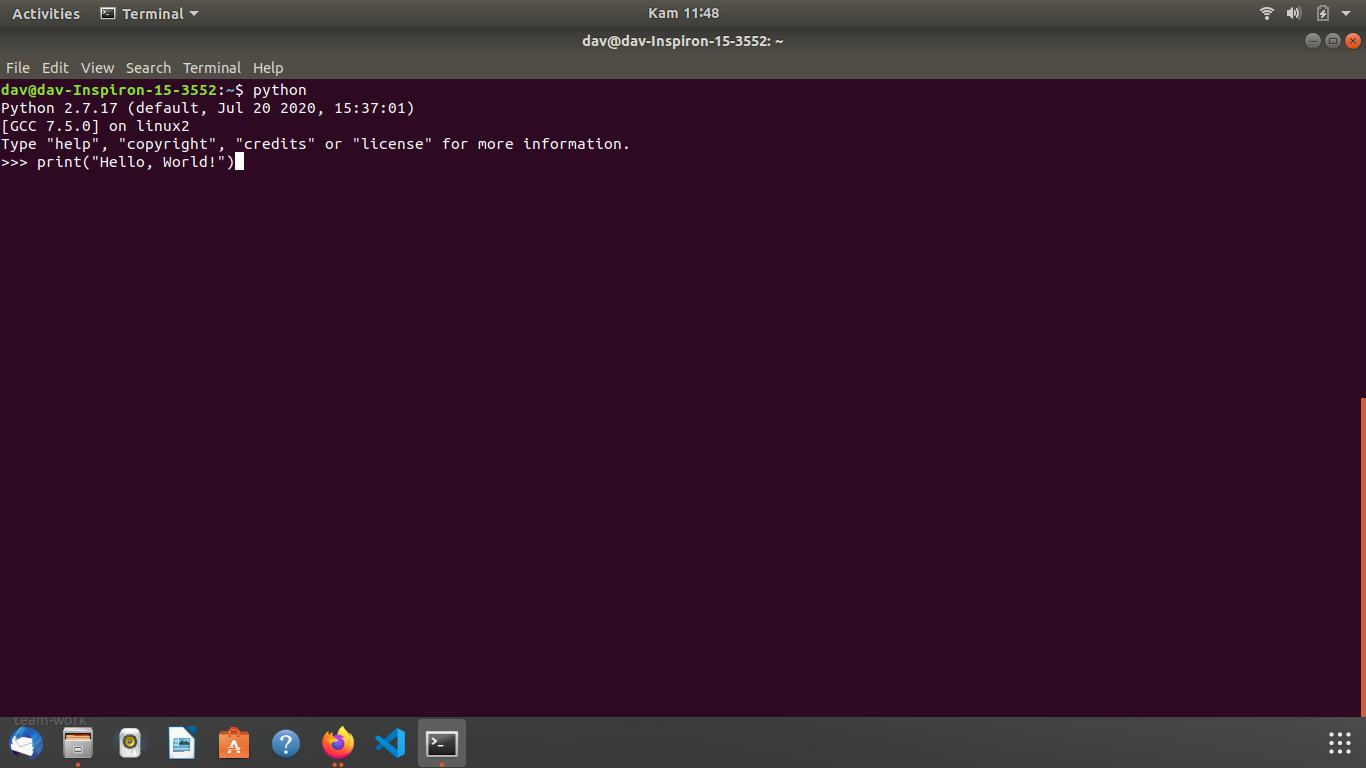 Activities Terminal Kam 11:48
dav@dav-Inspiron-15-3552: ~
File Edit View Search Terminal Help
dav@dav-Inspiron-15-3552:~$ python
Python 2.7.17 (default, Jul 20 2020, 15:37:01)
[GCC 7.5.0] on linux2
Type "help", "copyright", "credits" or "license" for more information.
>>> print("Hello, World!")
team-work